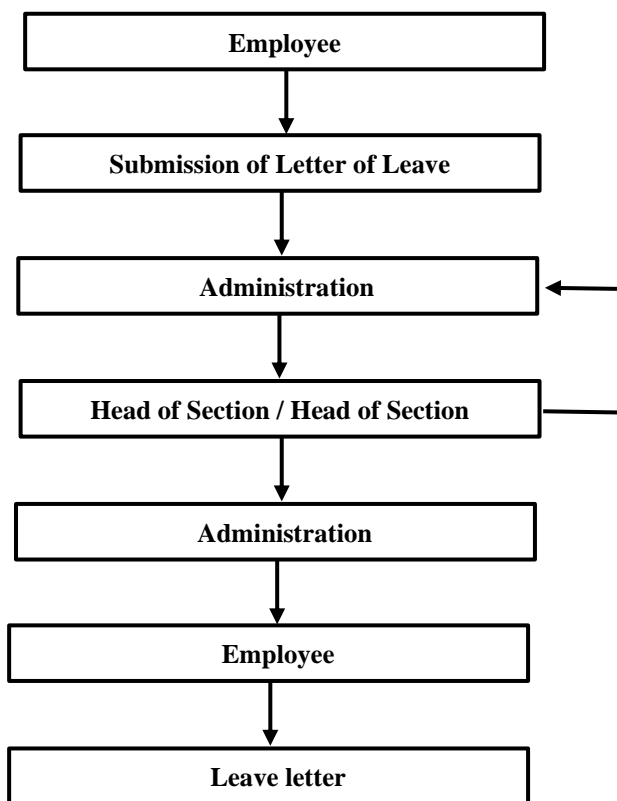 Employee
Submission of Letter of Leave
Administration
Head of Section / Head of Section
Administration
Employee
Leave letter